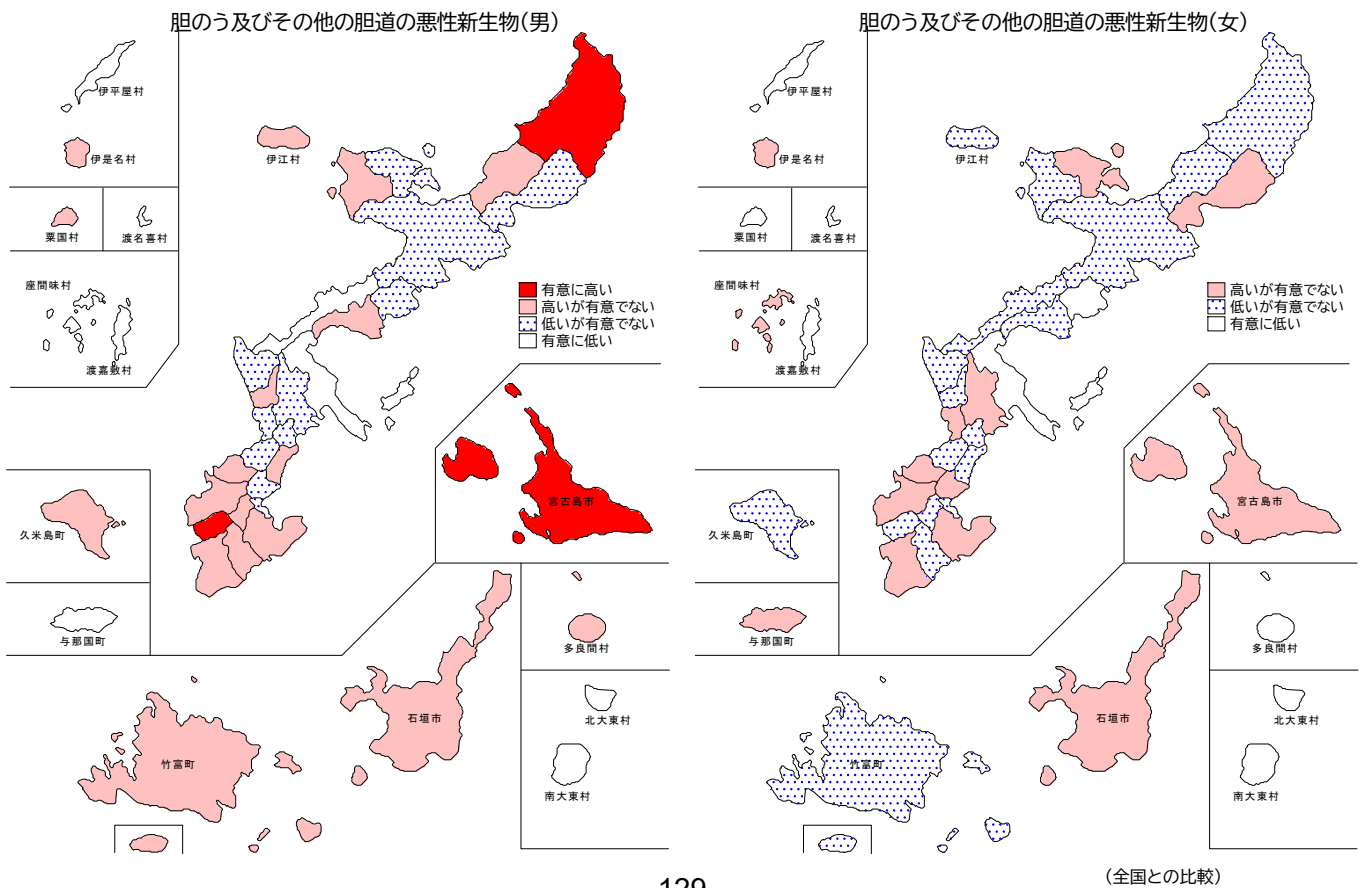 胆のう及びその他の胆道の悪性新生物(男)
伊平屋村
伊是名村
伊江村
粟国村
渡名喜村
座間味村
渡嘉敷村
有意に高い
高いが有意でない
低いが有意でない
有意に低い
久米島町
宮古島市
与那国町
多良間村
石垣市
北大東村
竹富町
南大東村
胆のう及びその他の胆道の悪性新生物(女)
伊平屋村
伊是名村
伊江村
粟国村
渡名喜村
座間味村
渡嘉敷村
高いが有意でない
低いが有意でない
有意に低い
久米島町
宮古島市
与那国町
多良間村
石垣市
北大東村
竹富町
南大東村
(全国との比較)